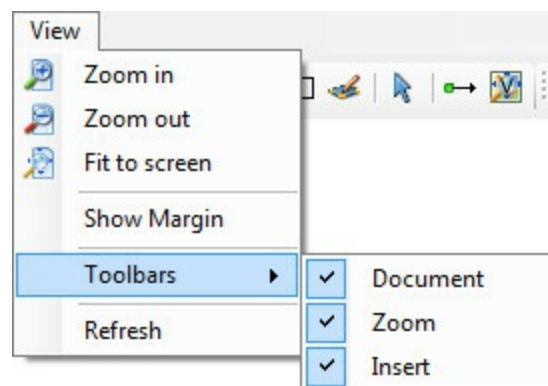 View
Zoom in
Zoom out
Fit to screen
Show Margin
Toolbars
Document
Zoom
Refresh
Insert